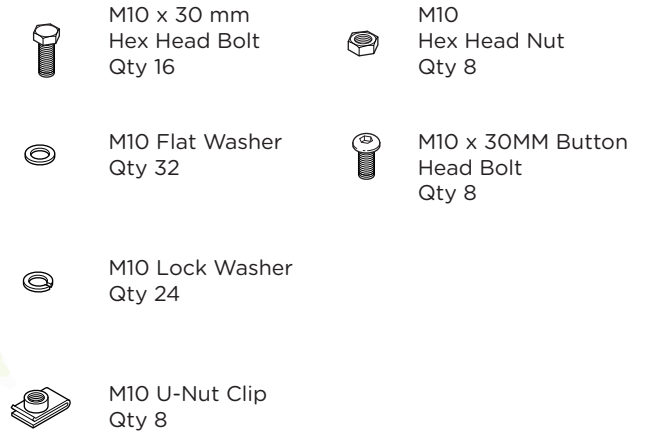 M10 x 30 mm
Hex Head Bolt
Qty 16
M10
Hex Head Nut
Qty 8
M10 Flat Washer
Qty 32
M10 x 30MM Button
Head Bolt
Qty 8
M10 Lock Washer
Qty 24
M10 U-Nut Clip
Qty 8